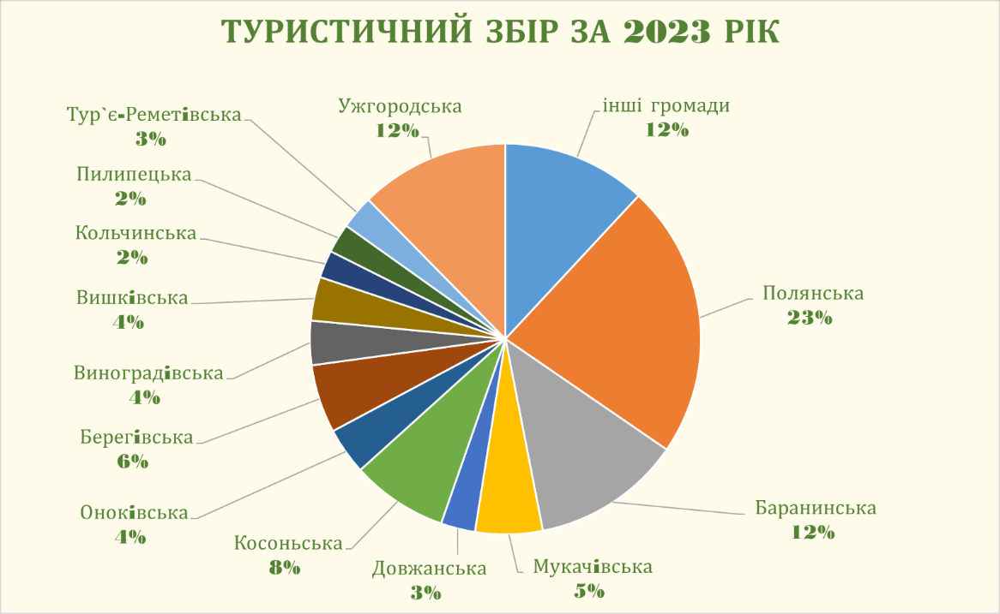 ТУРИСТИЧНИЙ ЗБІР ЗА 2023 РІК
інші громади
12%
Полянська
23%
Баранинська
12%
Мукачівська
5%
Довжанська
3%
Косоньська
8%
Оноківська
4%
Берегівська
6%
Виноградівська
4%
Вишківська
4%
Кольчинська
2%
Пилипецька
2%
Тур`є-Реметівська
3%
Ужгородська
12%